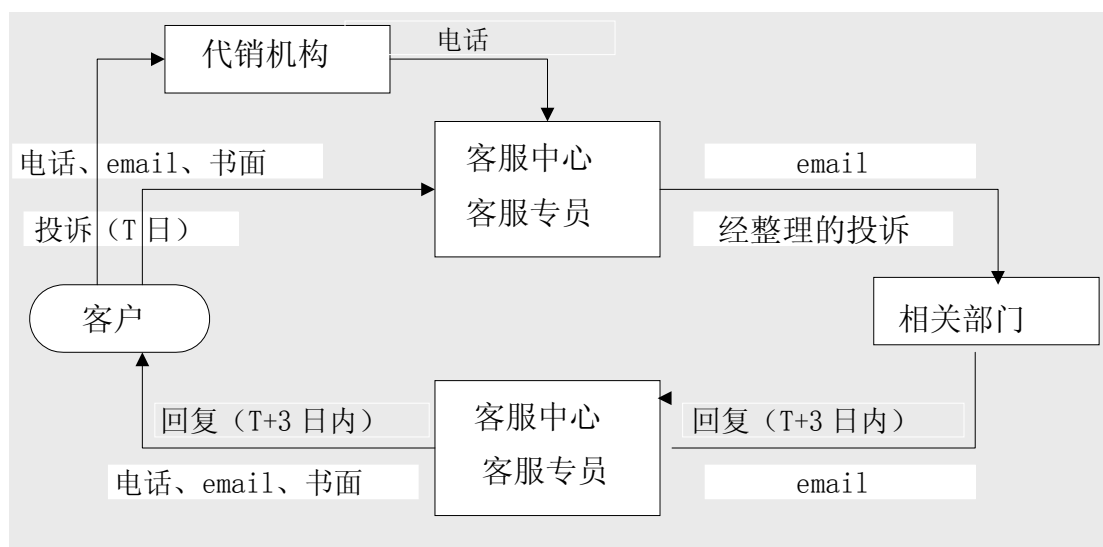 代销机构
电话
电话、email、书面
客服中心
客服专员
email
投诉（T 日）
经整理的投诉
客户
相关部门
回复（T+3 日内）
客服中心
客服专员
回复（T+3 日内）
电话、email、书面
email